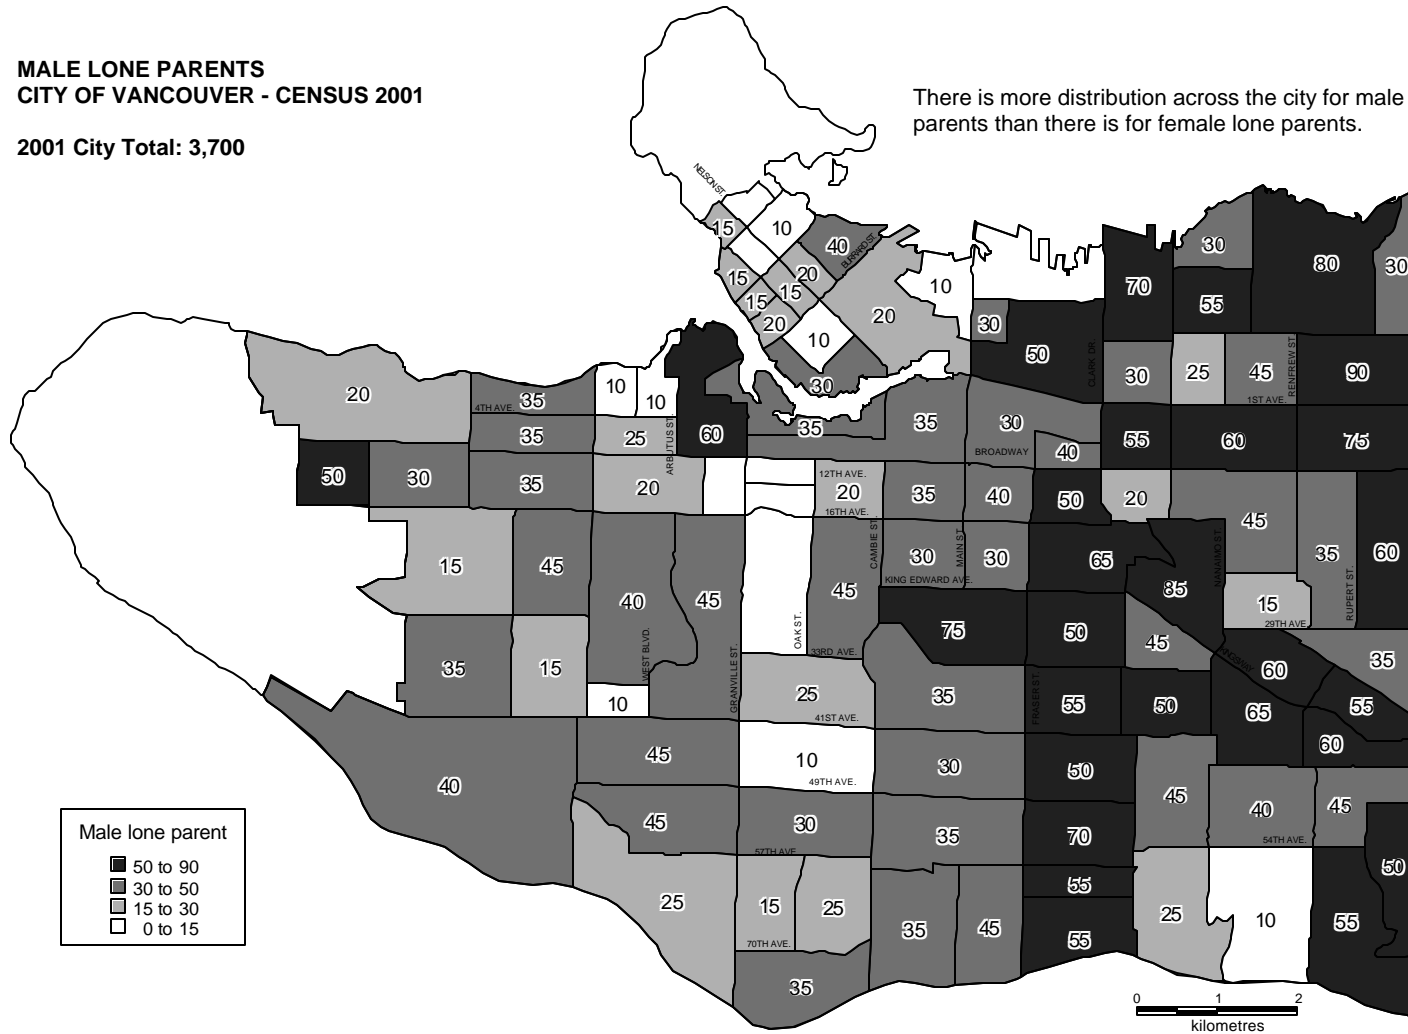 MALE LONE PARENTS
CITY OF VANCOUVER - CENSUS 2001
2001 City Total: 3,700
There is more distribution across the city for male
parents than there is for female lone parents.
NELSON ST.
15
10
40
BURRARD ST.
30
80
30
15
20
15
15
20
10
20
10
70
55
30
50
CLARK DR.
30
25
45
RENFREW ST.
90
1ST AVE.
20
4TH AVE.
35
10
10
30
35
25
ARBUTUS ST.
60
35
35
30
BROADWAY
40
55
60
75
50
30
35
20
12TH AVE.
20
16TH AVE.
35
40
50
20
45
35
60
15
45
40
45
OAK ST.
45
CAMBIE ST.
30
MAIN ST.
30
KING EDWARD AVE.
65
85
NANAIMO ST.
15
29TH AVE.
RUPERT ST.
35
15
WEST BLVD.
10
GRANVILLE ST.
33RD AVE.
75
50
45
KINGSWAY
60
35
25
41ST AVE.
35
FRASER ST.
55
50
65
55
60
40
45
10
49TH AVE.
30
50
45
40
45
54TH AVE.
45
30
57TH AVE.
35
70
50
25
15
70TH AVE.
25
35
45
55
55
25
10
55
35
Male lone parent
50 to 90
30 to 50
15 to 30
0 to 15
0 1 2
kilometres